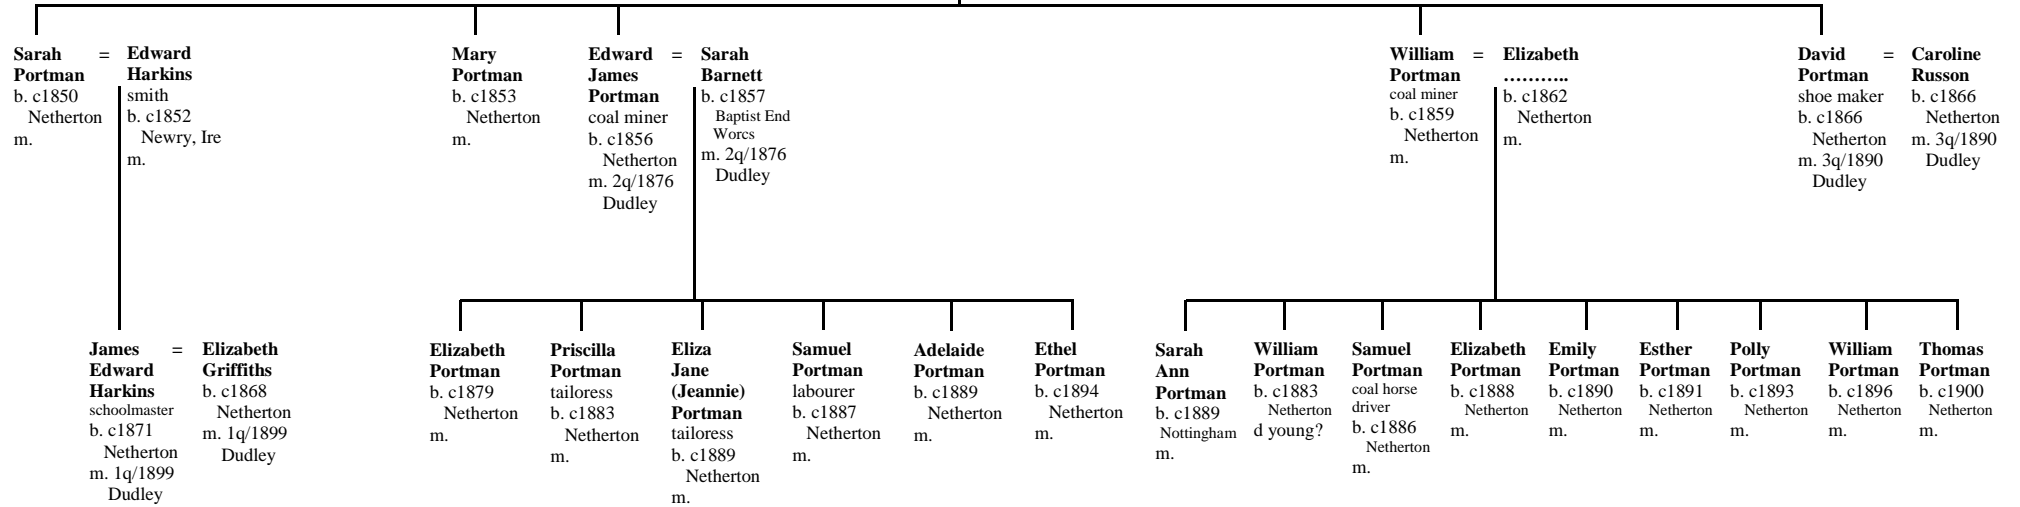 Sarah = Edward
Portman Harkins
b. c1850 smith
Netherton b. c1852
m. Newry, Ire
m.
Mary
Portman
b. c1853
Netherton
m.
Edward = Sarah
James Barnett
Portman b. c1857
coal miner Baptist End
b. c1856 Worcs
Netherton m. 2q/1876
m. 2q/1876 Dudley
Dudley
William = Elizabeth
Portman ………..
coal miner b. c1862
b. c1859 Netherton
Netherton m.
m.
David = Caroline
Portman Russon
shoe maker b. c1866
b. c1866 Netherton
Netherton m. 3q/1890
m. 3q/1890 Dudley
Dudley
James = Elizabeth
Edward Griffiths
Harkins b. c1868
schoolmaster Netherton
b. c1871 m. 1q/1899
Netherton Dudley
m. 1q/1899
Dudley
Elizabeth
Portman
b. c1879
Netherton
m.
Priscilla
Portman
tailoress
b. c1883
Netherton
m.
Eliza
Jane
(Jeannie)
Portman
tailoress
b. c1889
Netherton
m.
Samuel
Portman
labourer
b. c1887
Netherton
m.
Adelaide
Portman
b. c1889
Netherton
m.
Ethel
Portman
b. c1894
Netherton
m.
Sarah
Ann
Portman
b. c1889
Nottingham
m.
William
Portman
b. c1883
Netherton
d young?
Samuel
Portman
coal horse
driver
b. c1886
Netherton
m.
Elizabeth
Portman
b. c1888
Netherton
m.
Emily
Portman
b. c1890
Netherton
m.
Esther
Portman
b. c1891
Netherton
m.
Polly
Portman
b. c1893
Netherton
m.
William
Portman
b. c1896
Netherton
m.
Thomas
Portman
b. c1900
Netherton
m.